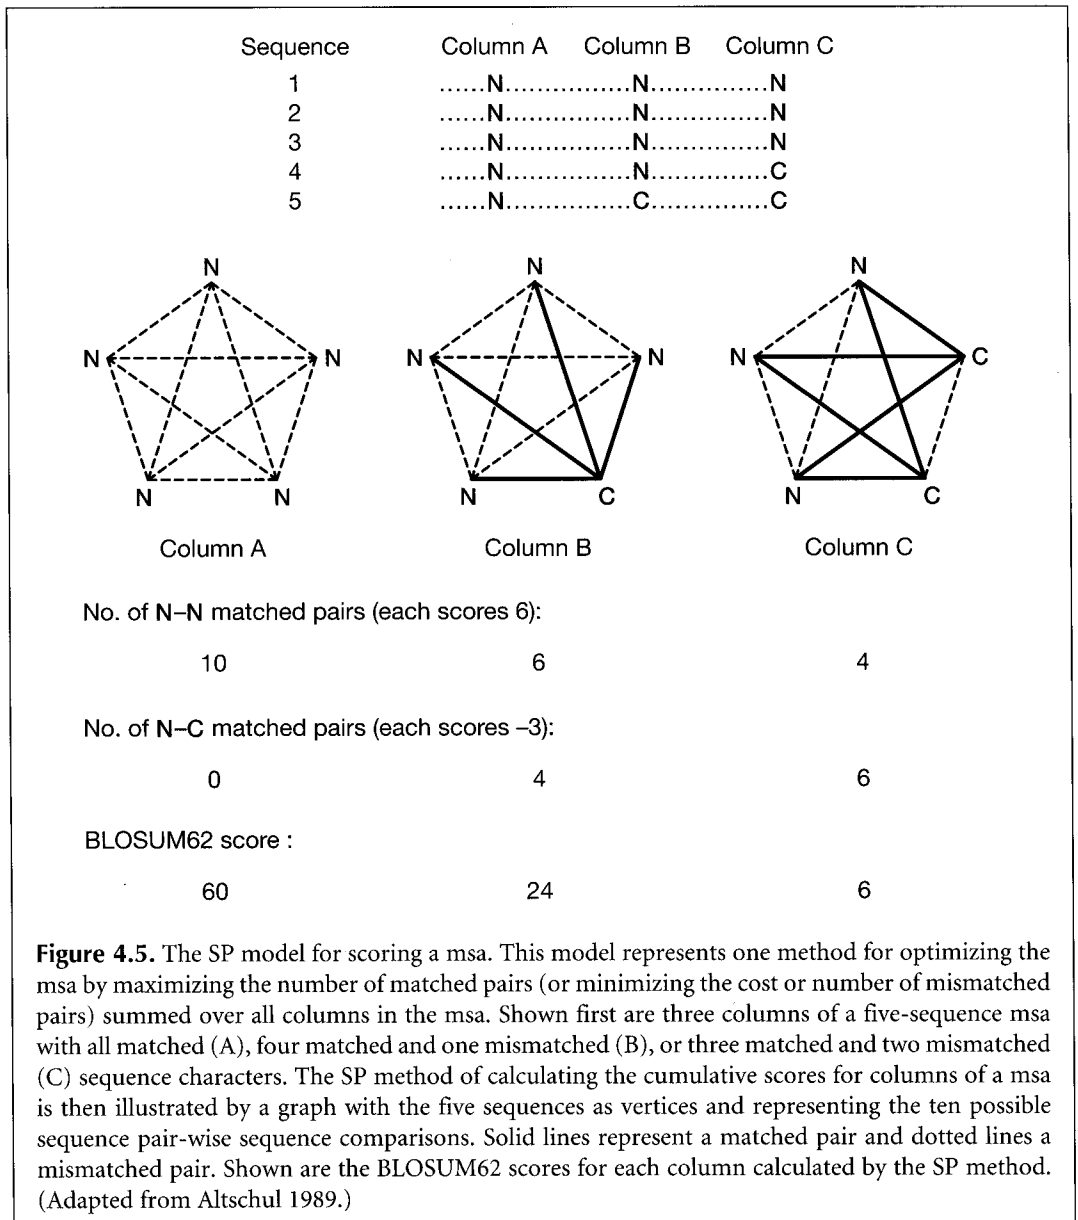 Sequence Column A Column B Column C
1 ......N...............N..............N
2 ......N...............N..............N
3 ......N...............N..............N
4 ......N...............N..............C
5 ......N...............C..............C
N N N
N N N N N C
N N N C N C
Column A Column B Column C
No. of N–N matched pairs (each scores 6):
10 6 4
No. of N–C matched pairs (each scores –3):
0 4 6
BLOSUM62 score :
60 24 6
Figure 4.5. The SP model for scoring a msa. This model represents one method for optimizing the
msa by maximizing the number of matched pairs (or minimizing the cost or number of mismatched
pairs) summed over all columns in the msa. Shown first are three columns of a five-sequence msa
with all matched (A), four matched and one mismatched (B), or three matched and two mismatched
(C) sequence characters. The SP method of calculating the cumulative scores for columns of a msa
is then illustrated by a graph with the five sequences as vertices and representing the ten possible
sequence pair-wise sequence comparisons. Solid lines represent a matched pair and dotted lines a
mismatched pair. Shown are the BLOSUM62 scores for each column calculated by the SP method.
(Adapted from Altschul 1989.)